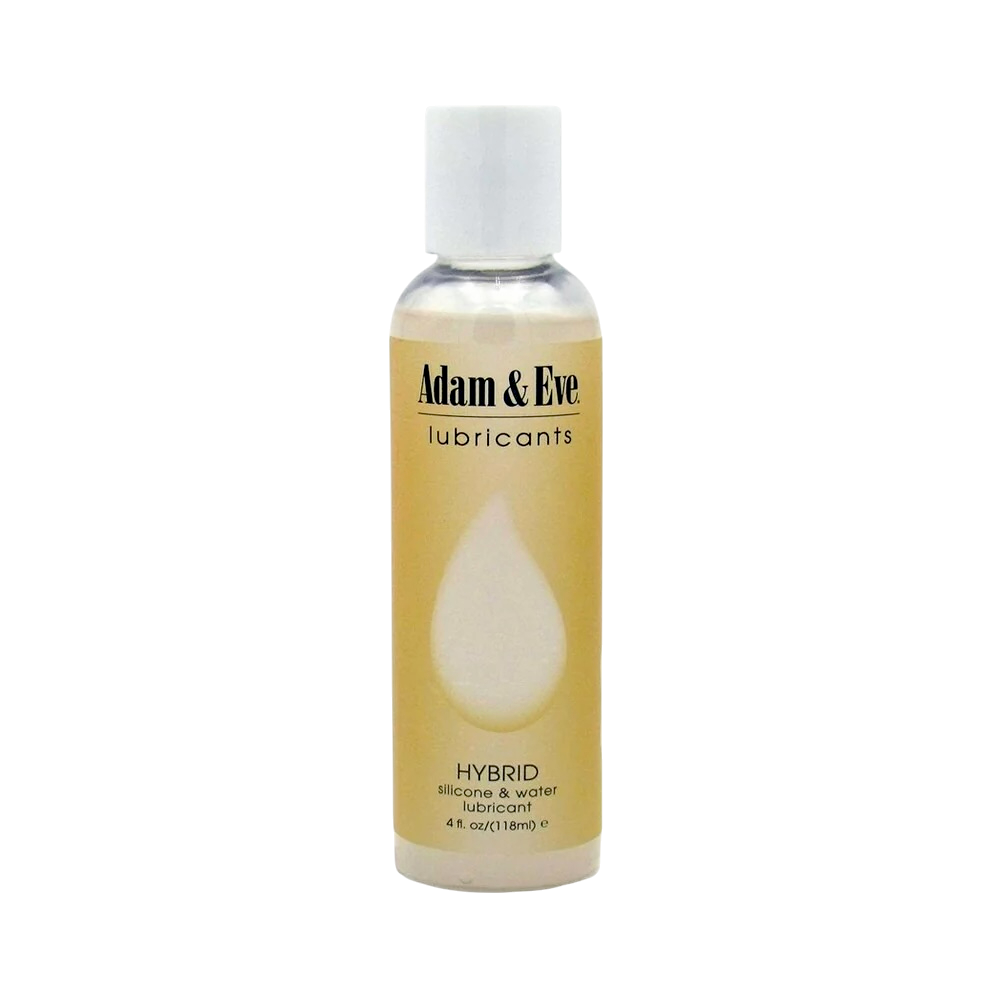 Adam & Eve.
lubricants
HYBRID
silicone & water
lubricant
4 fl. oz/(118ml) ℮